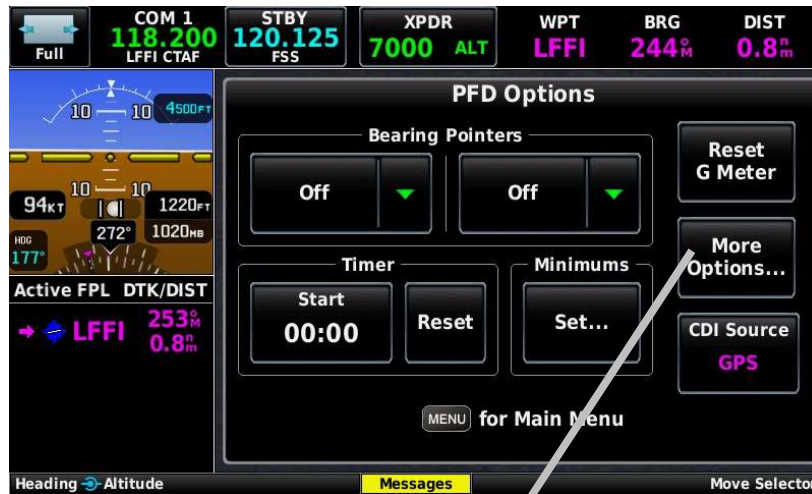 Full
COM 1
118.200
LFFI CTAF
STBY
120.125
FSS
XPDR
7000 ALT
WPT
LFFI
BRG
244°M
DIST
0.8nm
10 10
4500FT
10 10
94KT
1220FT
272°
1020MB
HDG
177°
Active FPL DTK/DIST
LFFI
253°M
0.8nm
PFD Options
Bearing Pointers
Off
Off
Timer
Start
00:00
Reset
Minimums
Set...
Reset
G Meter
More
Options...
CDI Source
GPS
MENU for Main Menu
Heading Altitude
Messages
Move Selecto